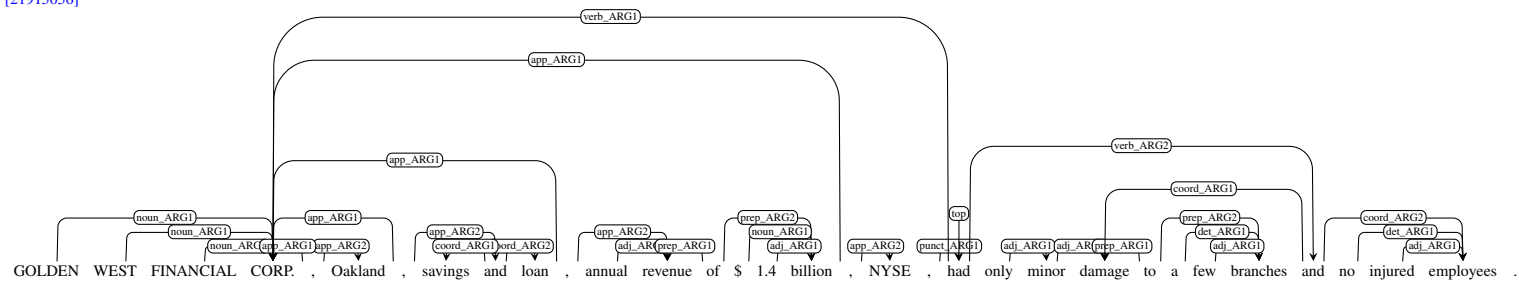 verb_ARG1
app_ARG1
app_ARG1
verb_ARG2
coord_ARG1
noun_ARG1 app_ARG1 prep_ARG2 top coord_ARG2
noun_ARG1 app_ARG2 app_ARG2 noun_ARG1 prep_ARG2 det_ARG1 det_ARG1
app_ARG1 app_ARG2 coord_ARG1 prep_ARG1 adj_ARG1 app_ARG2 punct_ARG1 adj_ARG1 prep_ARG1 adj_ARG1 adj_ARG1
GOLDEN WEST FINANCIAL CORP. , Oakland , savings and loan , annual revenue of $ 1.4 billion , NYSE , had only minor damage to a few branches and no injured employees .